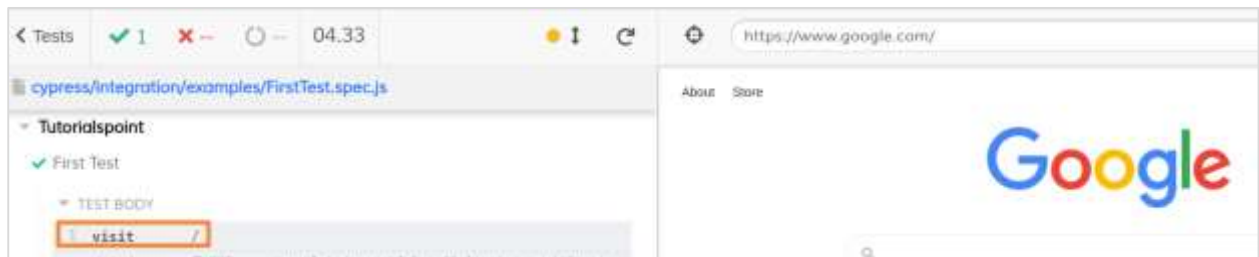 Tests 1 -- -- 04.33
https://www.google.com/
cypress/integration/examples/FirstTest.spec.js
About Store
Tutorialspoint
Google
First Test
TEST BODY
1 visit /